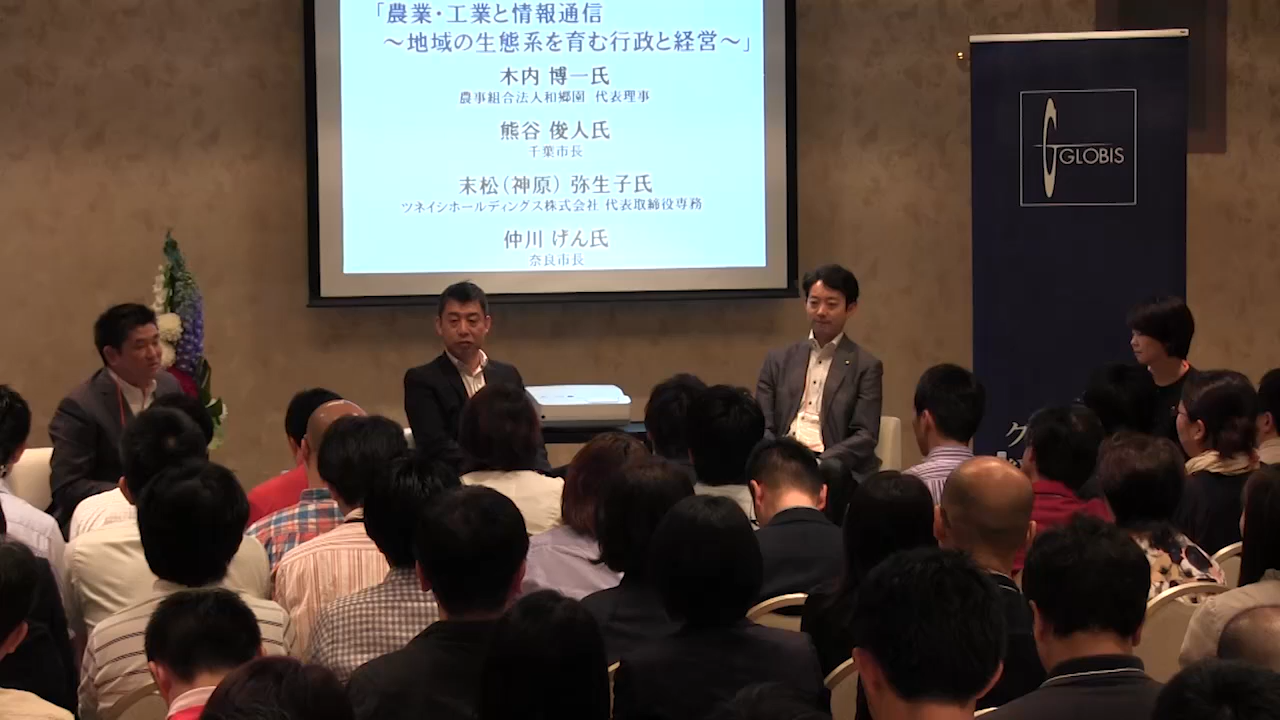 「農業・工業と情報通信
～地域の生態系を育む行政と経営～」
木内 博一氏
農事組合法人和郷園 代表理事
熊谷 俊人氏
千葉市長
末松（神原） 弥生子氏
ツネイシホールディングス株式会社 代表取締役専務
仲川 げん氏
奈良市長
GLOBIS
ク